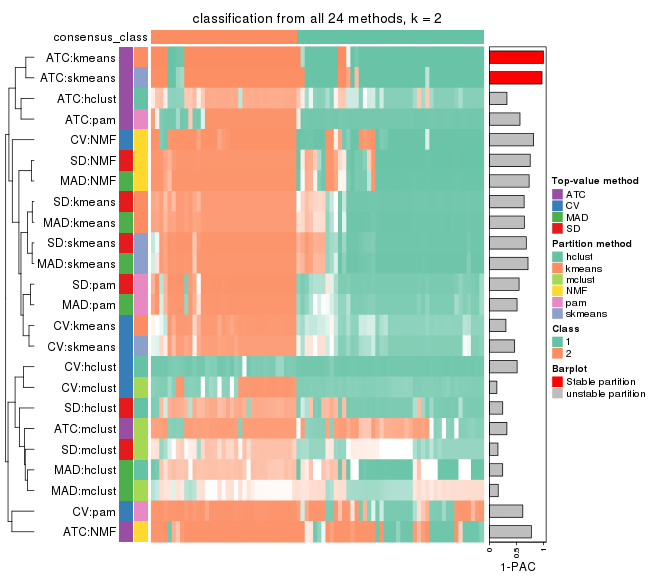 classification from all 24 methods, k = 2
consensus_class
ATC:kmeans
ATC:skmeans
ATC:hclust
ATC:pam
CV:NMF
SD:NMF
MAD:NMF
SD:kmeans
MAD:kmeans
SD:skmeans
MAD:skmeans
SD:pam
MAD:pam
CV:kmeans
CV:skmeans
CV:hclust
CV:mclust
SD:hclust
ATC:mclust
SD:mclust
MAD:hclust
MAD:mclust
CV:pam
ATC:NMF
0 0.5 1
1-PAC
Top-value method
ATC
CV
MAD
SD
Partition method
hclust
kmeans
mclust
NMF
pam
skmeans
Class
1
2
Barplot
Stable partition
unstable partition